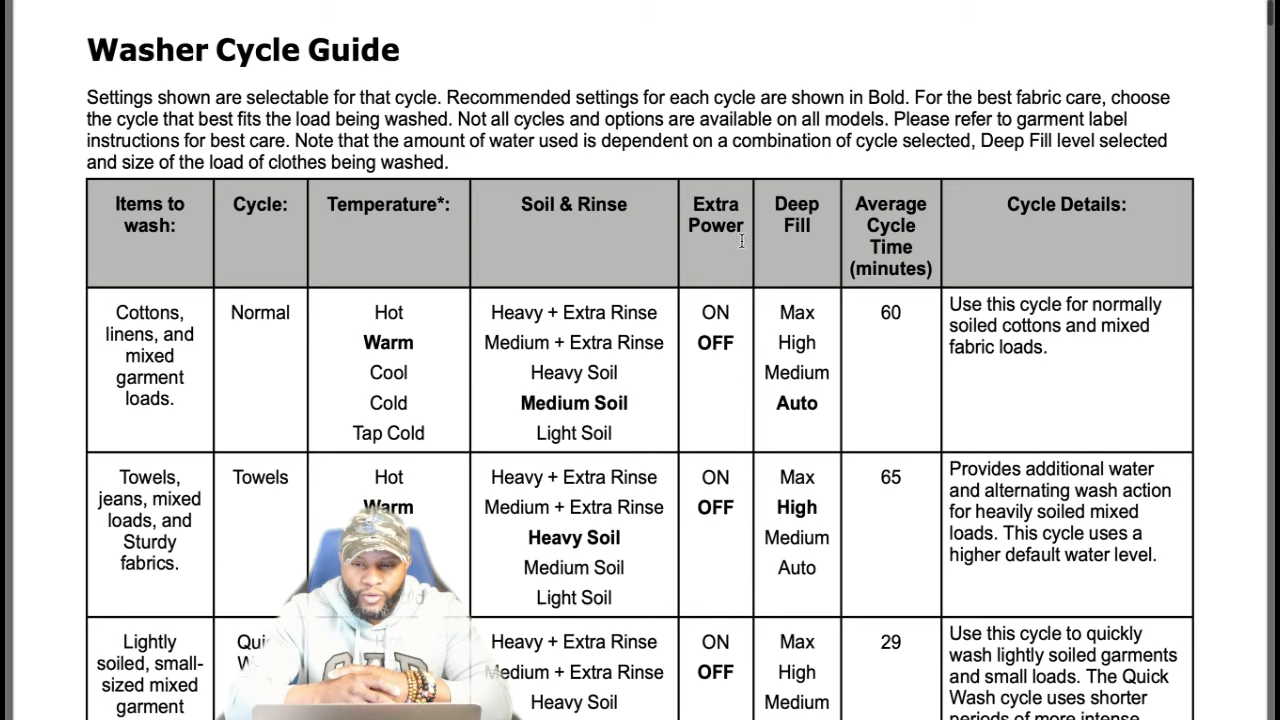 Washer Cycle Guide
Settings shown are selectable for that cycle. Recommended settings for each cycle are shown in Bold. For the best fabric care, choose
the cycle that best fits the load being washed. Not all cycles and options are available on all models. Please refer to garment label
instructions for best care. Note that the amount of water used is dependent on a combination of cycle selected, Deep Fill level selected
and size of the load of clothes being washed.
Items to
wash:
Cycle:
Temperature*:
Soil & Rinse
Extra
Power
Deep
Fill
Average
Cycle
Time
(minutes)
Cycle Details:
Cottons,
linens, and
mixed
garment
loads.
Normal
Hot
Warm
Cool
Cold
Tap Cold
Heavy + Extra Rinse
Medium + Extra Rinse
Heavy Soil
Medium Soil
Light Soil
ON
OFF
Max
High
Medium
Auto
60
Use this cycle for normally
soiled cottons and mixed
fabric loads.
Towels,
jeans, mixed
loads, and
Sturdy
fabrics.
Towels
Hot
Warm
Heavy + Extra Rinse
Medium + Extra Rinse
Heavy Soil
Medium Soil
Light Soil
ON
OFF
Max
High
Medium
Auto
65
Provides additional water
and alternating wash action
for heavily soiled mixed
loads. This cycle uses a
higher default water level.
Lightly
soiled, small-
sized mixed
garment
Heavy + Extra Rinse
Medium + Extra Rinse
Heavy Soil
ON
OFF
Max
High
Medium
29
Use this cycle to quickly
wash lightly soiled garments
and small loads. The Quick
Wash cycle uses shorter
periods of more intense